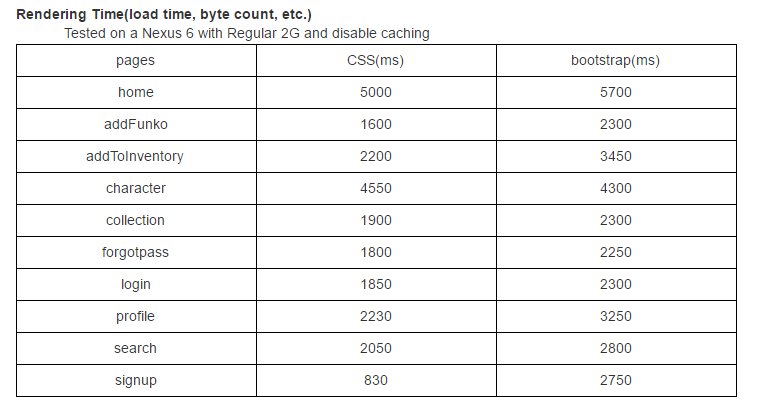 Rendering Time(load time, byte count, etc.)
Tested on a Nexus 6 with Regular 2G and disable caching
pages CSS(ms) bootstrap(ms)
home 5000 5700
addFunko 1600 2300
addToInventory 2200 3450
character 4550 4300
collection 1900 2300
forgotpass 1800 2250
login 1850 2300
profile 2230 3250
search 2050 2800
signup 830 2750